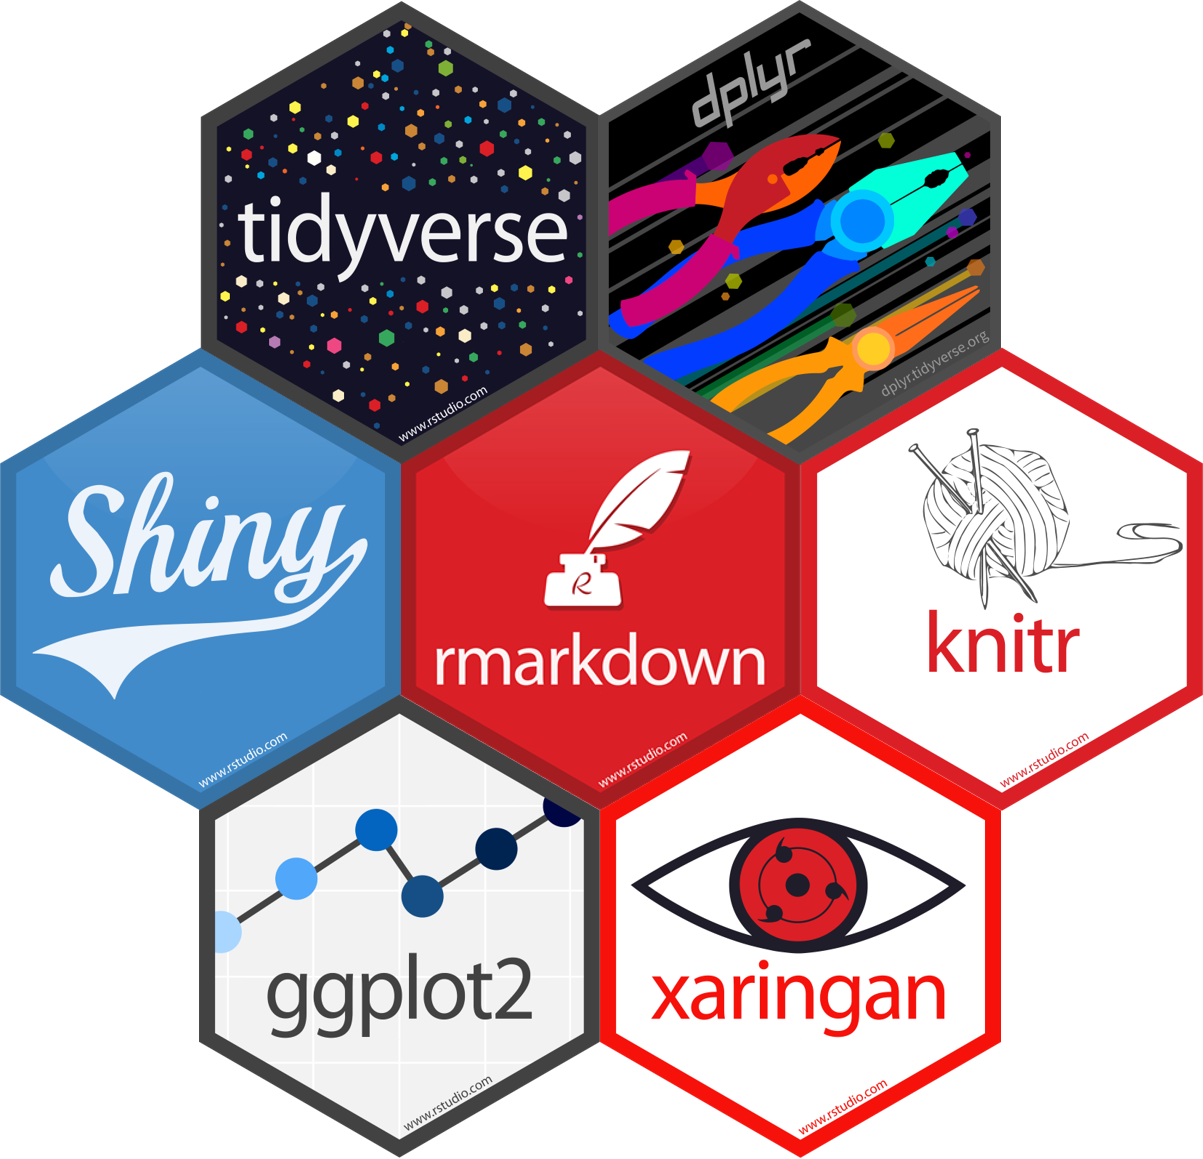 tidyverse
www.rstudio.com
dplyr
dplyr.tidyverse.org
Shiny
www.rstudio.com
R
rmarkdown
www.rstudio.com
knitr
www.rstudio.com
ggplot2
www.rstudio.com
xaringan
www.rstudio.com